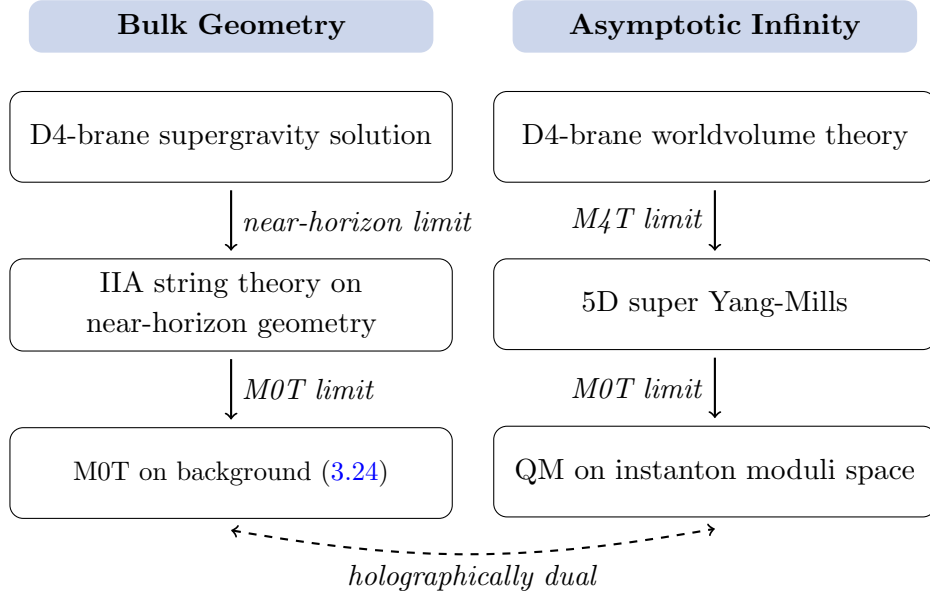 Bulk Geometry
Asymptotic Infinity
D4-brane supergravity solution
D4-brane worldvolume theory
near-horizon limit
M4T limit
IIA string theory on
near-horizon geometry
5D super Yang-Mills
M0T limit
M0T limit
M0T on background (3.24)
QM on instanton moduli space
holographically dual